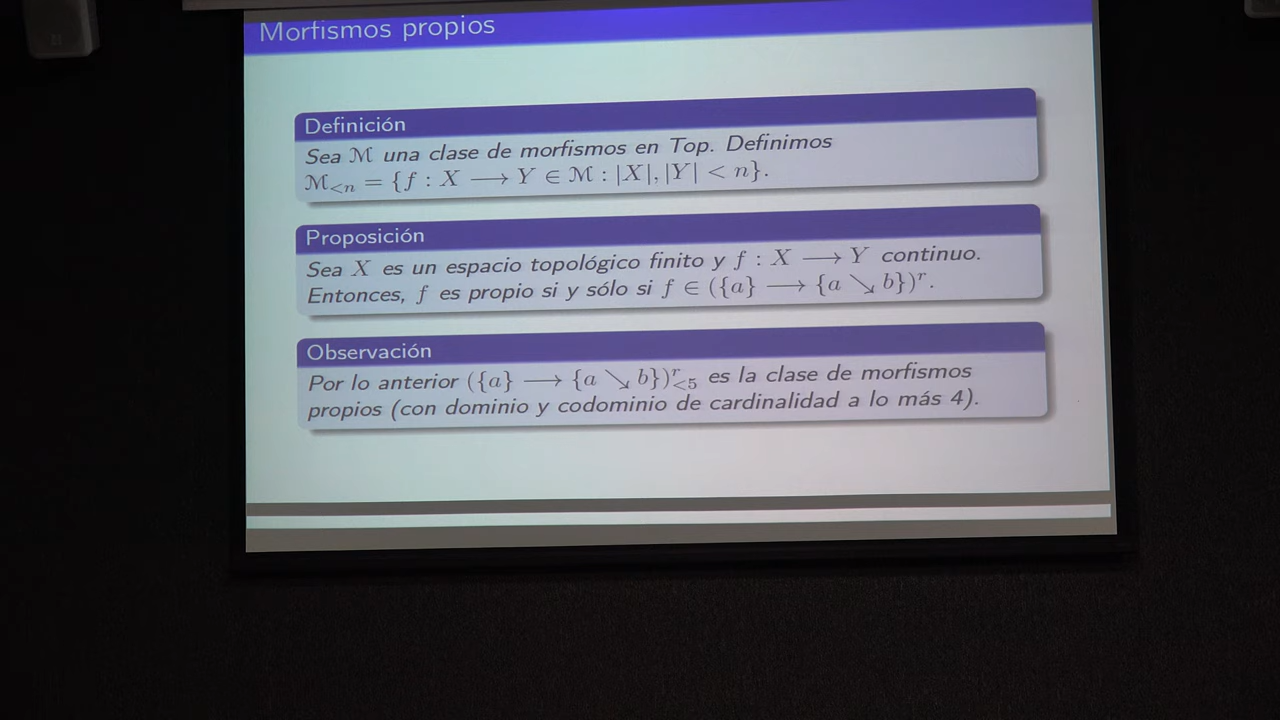 Morfismos propios
Definición
Sea ℳ una clase de morfismos en Top. Definimos
ℳ_{<n} = {f : X ⟶ Y ∈ ℳ : |X|, |Y| < n}.
Proposición
Sea X es un espacio topológico finito y f : X ⟶ Y continuo.
Entonces, f es propio si y sólo si f ∈ ({a} ⟶ {a ↘ b})^r.
Observación
Por lo anterior ({a} ⟶ {a ↘ b})^r_{<5} es la clase de morfismos
propios (con dominio y codominio de cardinalidad a lo más 4).